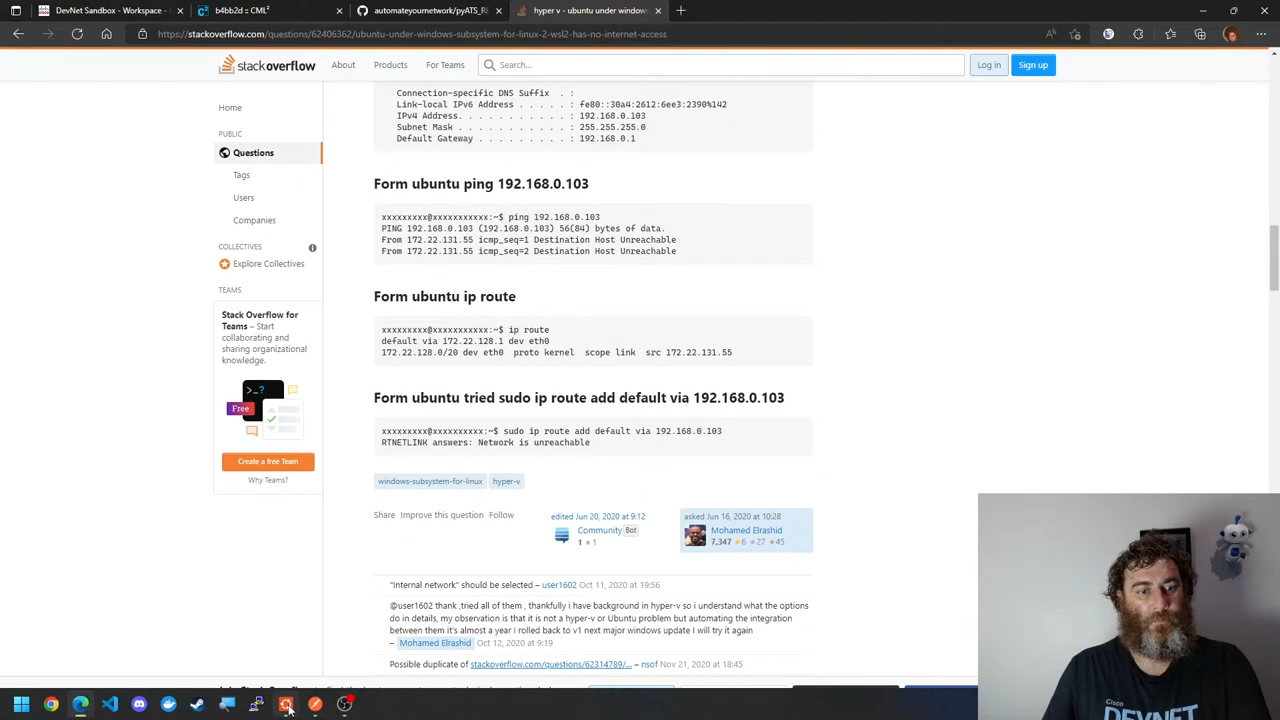 DevNet Sandbox - Workspace -
b4bb2d :: CML²
automateyournetwork/pyATS_RE
hyper v - ubuntu under windows
https://stackoverflow.com/questions/62406362/ubuntu-under-windows-subsystem-for-linux-2-wsl2-has-no-internet-access
stackoverflow
About
Products
For Teams
Search...
Log in
Sign up
Home
PUBLIC
Questions
Tags
Users
Companies
COLLECTIVES
Explore Collectives
TEAMS
Stack Overflow for
Teams – Start
collaborating and
sharing organizational
knowledge.
Free
Create a free Team
Why Teams?
Connection-specific DNS Suffix . :
Link-local IPv6 Address . . . . . : fe80::30a4:2612:6ee3:2390%142
IPv4 Address. . . . . . . . . . . : 192.168.0.103
Subnet Mask . . . . . . . . . . . : 255.255.255.0
Default Gateway . . . . . . . . . : 192.168.0.1
Form ubuntu ping 192.168.0.103
xxxxxxxxx@xxxxxxxxxxx:~$ ping 192.168.0.103
PING 192.168.0.103 (192.168.0.103) 56(84) bytes of data.
From 172.22.131.55 icmp_seq=1 Destination Host Unreachable
From 172.22.131.55 icmp_seq=2 Destination Host Unreachable
Form ubuntu ip route
xxxxxxxxx@xxxxxxxxxxx:~$ ip route
default via 172.22.128.1 dev eth0
172.22.128.0/20 dev eth0 proto kernel scope link src 172.22.131.55
Form ubuntu tried sudo ip route add default via 192.168.0.103
xxxxxxxxx@xxxxxxxxxxx:~$ sudo ip route add default via 192.168.0.103
RTNETLINK answers: Network is unreachable
windows-subsystem-for-linux
hyper-v
Share Improve this question Follow
edited Jun 20, 2020 at 9:12
Community Bot
1 1
asked Jun 16, 2020 at 10:28
Mohamed Elrashid
7,347 6 27 45
"Internal network" should be selected – user1602 Oct 11, 2020 at 19:56
@user1602 thank ,tried all of them , thankfully i have background in hyper-v so i understand what the options
do in details, my observation is that it is not a hyper-v or Ubuntu problem but automating the integration
between them it's almost a year I rolled back to v1 next major windows update I will try it again
– Mohamed Elrashid Oct 12, 2020 at 9:19
Possible duplicate of stackoverflow.com/questions/62314789/... – nsof Nov 21, 2020 at 18:45
CISCO
DEVNET